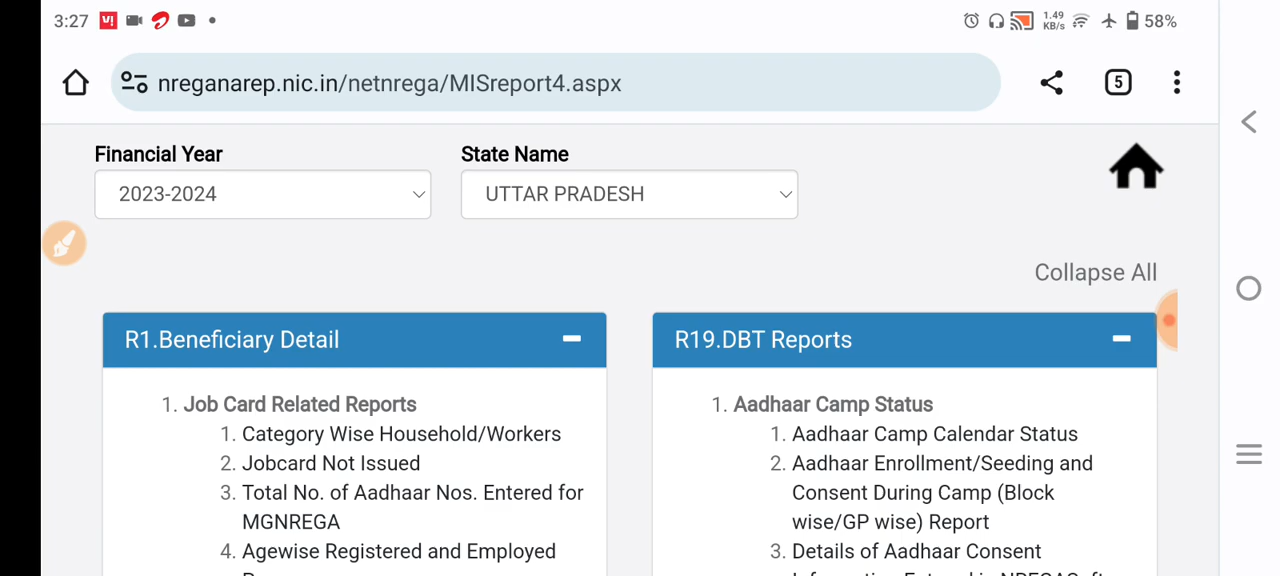 3:27
1.49 KB/s
58%
nreganarep.nic.in/netnrega/MISreport4.aspx
5
Financial Year
State Name
2023-2024
UTTAR PRADESH
Collapse All
R1.Beneficiary Detail
1. Job Card Related Reports
1. Category Wise Household/Workers
2. Jobcard Not Issued
3. Total No. of Aadhaar Nos. Entered for
MGNREGA
4. Agewise Registered and Employed
R19.DBT Reports
1. Aadhaar Camp Status
1. Aadhaar Camp Calendar Status
2. Aadhaar Enrollment/Seeding and
Consent During Camp (Block
wise/GP wise) Report
3. Details of Aadhaar Consent